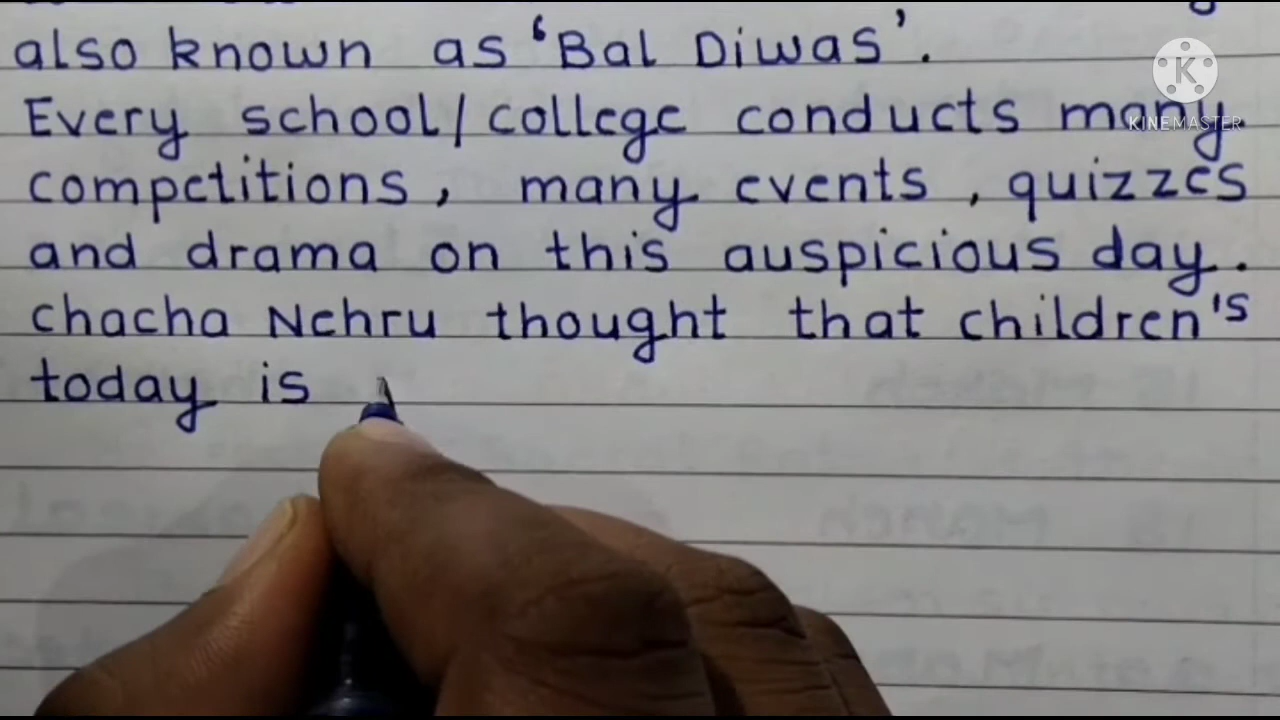 also known as 'Bal Diwas'.
Every school/college conducts many
competitions, many events, quizzes
and drama on this auspicious day.
chacha Nehru thought that children's
today is
K
KINEMASTER